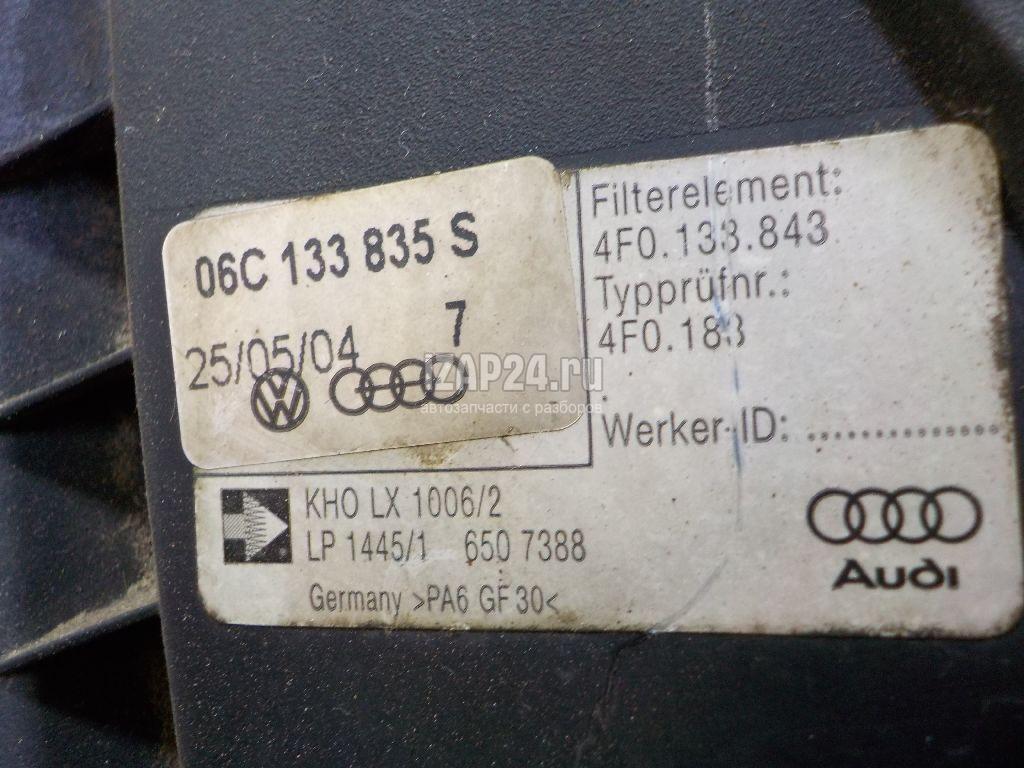 06C 133 835 S
7
25/05/04
Filterelement:
4F0.133.843
Typprüfnr.:
4F0.183
Werker-ID: ....................
KHO LX 1006/2
LP 1445/1 650 7388
Germany >PA6 GF 30<
Audi
IZAP24.ru
автозапчасти с разборов